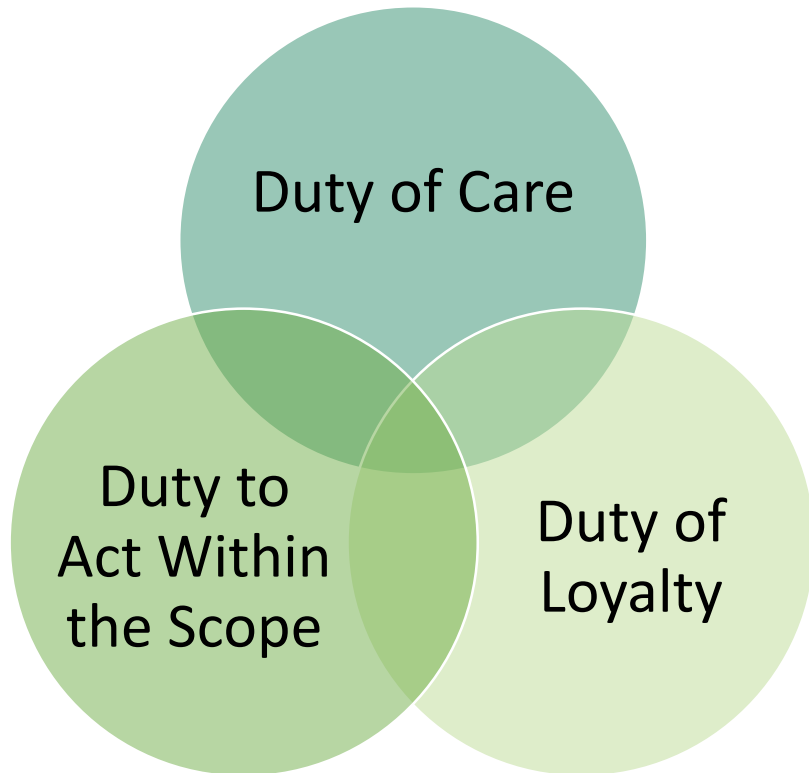 Duty of Care
Duty to
Act Within
the Scope
Duty of
Loyalty